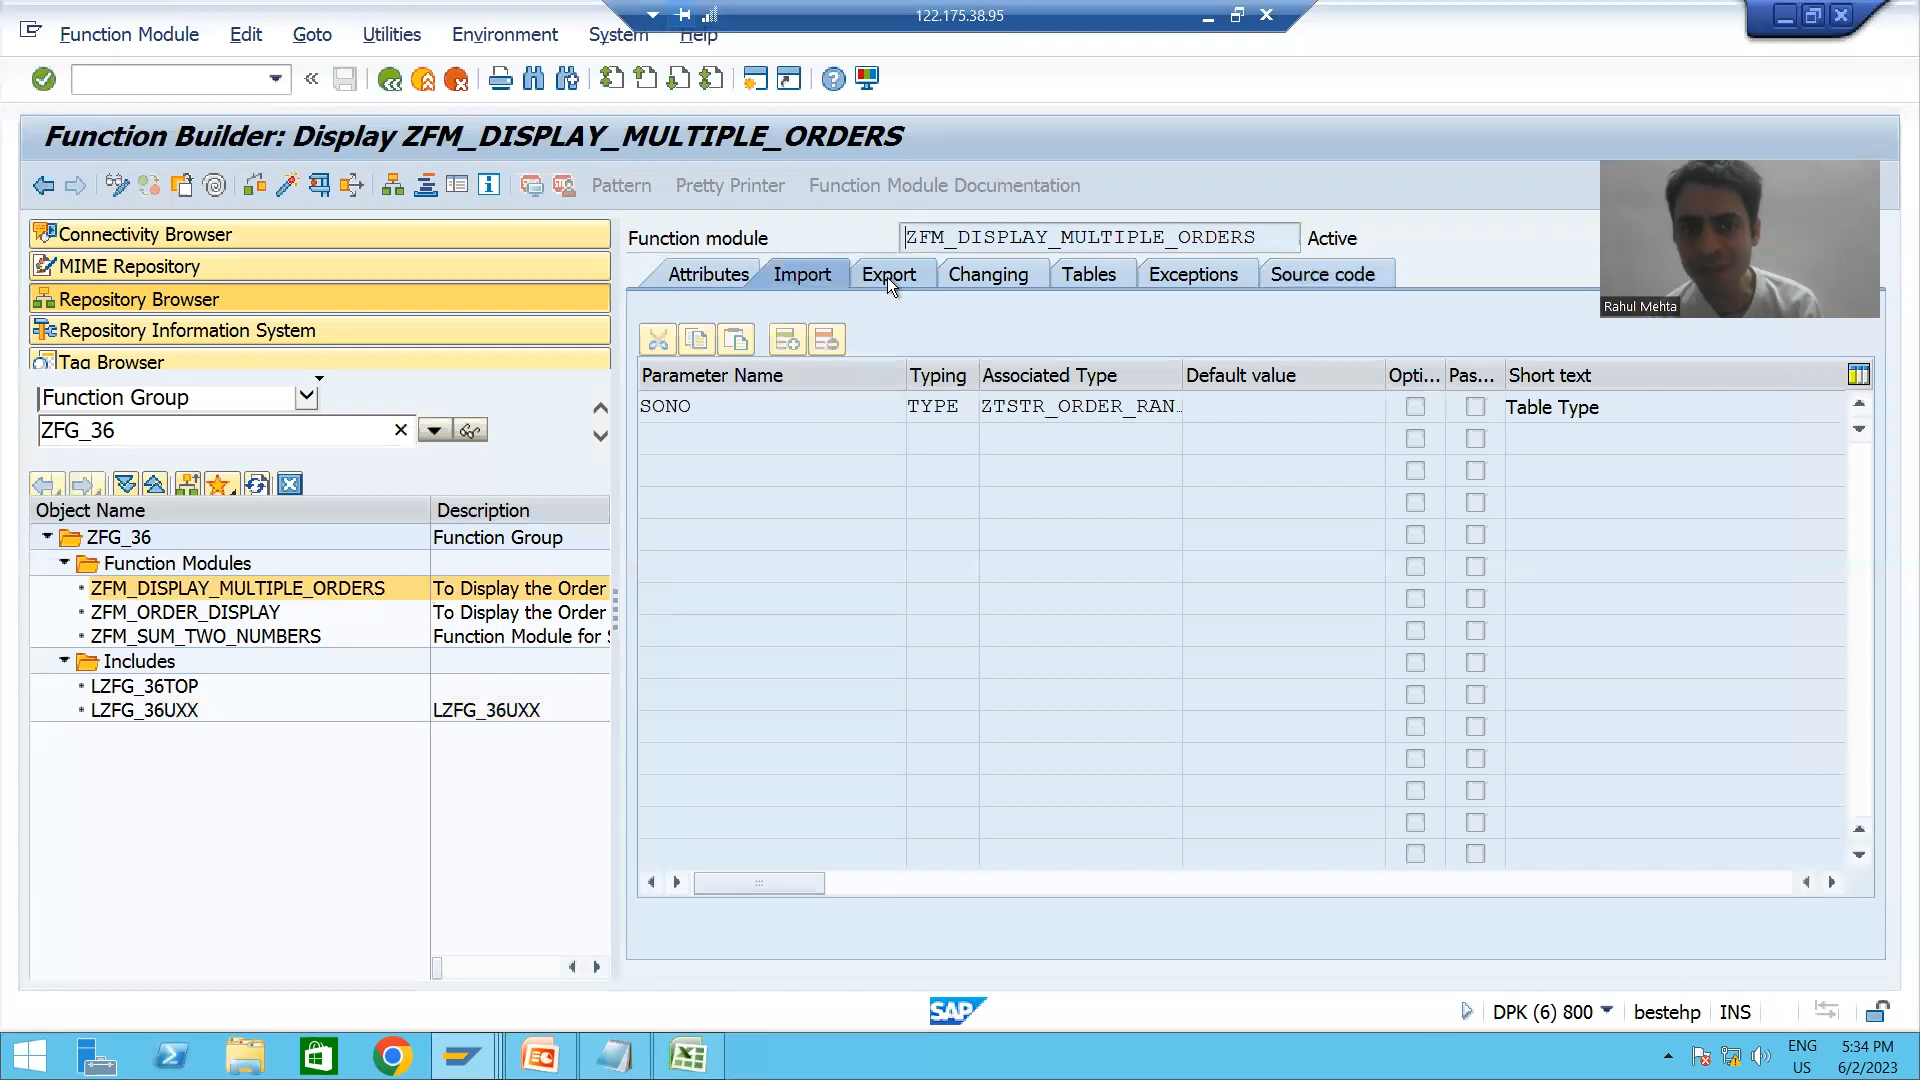 122.175.38.95
Function Module Edit Goto Utilities Environment System Help
Function Builder: Display ZFM_DISPLAY_MULTIPLE_ORDERS
Pattern Pretty Printer Function Module Documentation
Connectivity Browser
MIME Repository
Repository Browser
Repository Information System
Tag Browser
Function Group
ZFG_36
Object Name Description
ZFG_36 Function Group
Function Modules
ZFM_DISPLAY_MULTIPLE_ORDERS To Display the Order
ZFM_ORDER_DISPLAY To Display the Order
ZFM_SUM_TWO_NUMBERS Function Module for S
Includes
LZFG_36TOP
LZFG_36UXX LZFG_36UXX
Function module ZFM_DISPLAY_MULTIPLE_ORDERS Active
Attributes Import Export Changing Tables Exceptions Source code
Parameter Name Typing Associated Type Default value Opti... Pas... Short text
SONO TYPE ZTSTR_ORDER_RAN... Table Type
Rahul Mehta
SAP
DPK (6) 800 bestehp INS
ENG
US
5:34 PM
6/2/2023